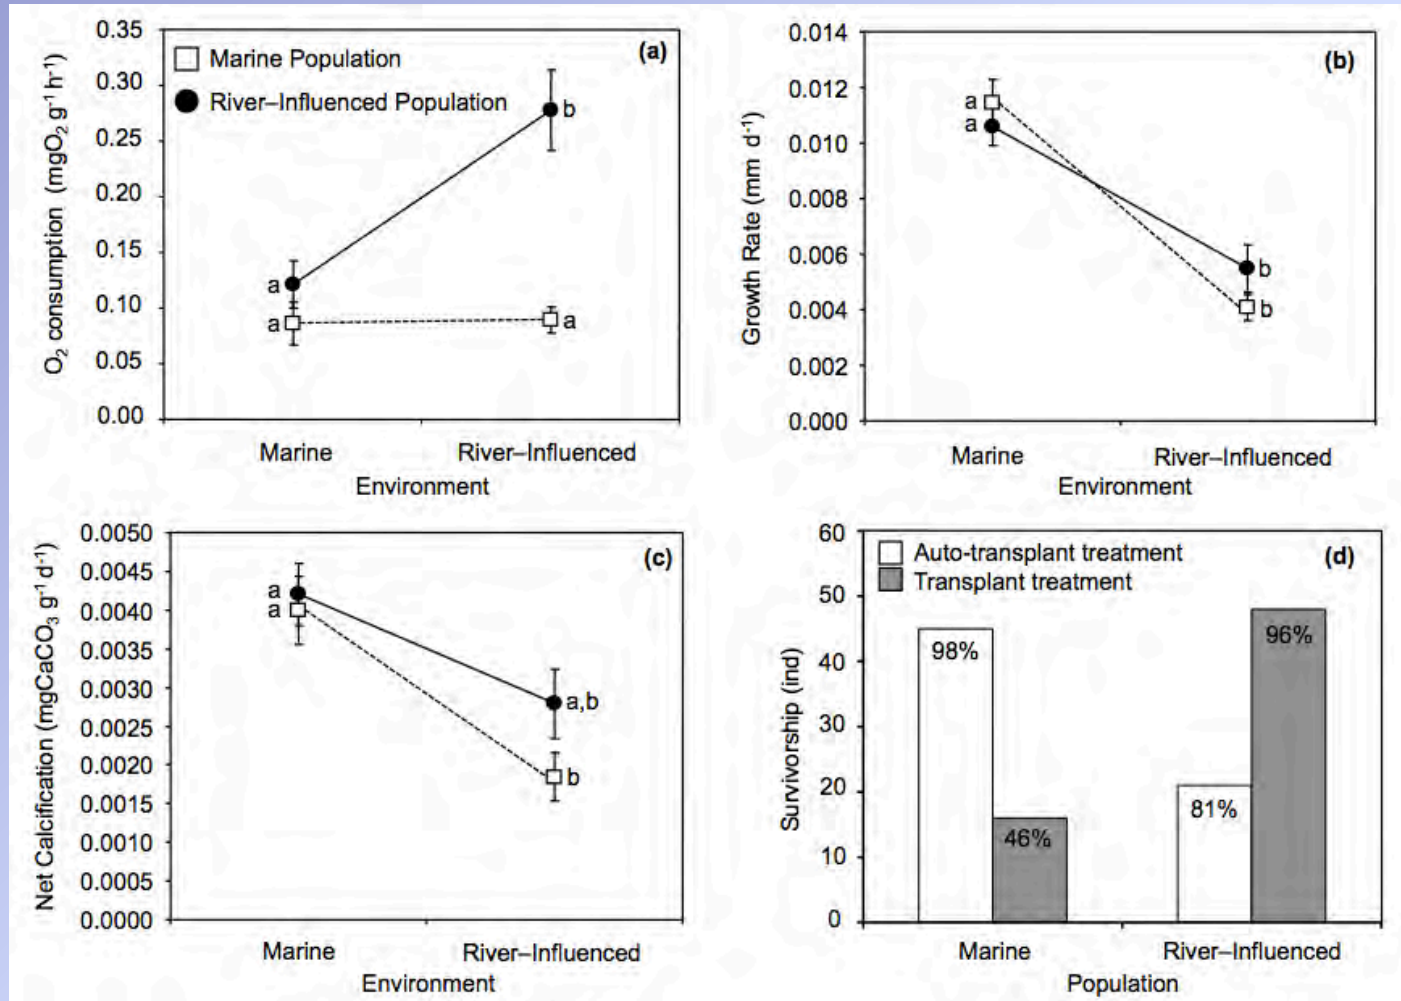 (a)
Marine Population
River–Influenced Population
0.35
0.30
0.25
0.20
0.15
0.10
0.05
0.00
O₂ consumption (mgO₂ g⁻¹ h⁻¹)
a
a
b
a
Marine
River–Influenced
Environment
(b)
0.014
0.012
0.010
0.008
0.006
0.004
0.002
0.000
Growth Rate (mm d⁻¹)
a
a
b
b
Marine
River–Influenced
Environment
(c)
0.0050
0.0045
0.0040
0.0035
0.0030
0.0025
0.0020
0.0015
0.0010
0.0005
0.0000
Net Calcification (mgCaCO₃ g⁻¹ d⁻¹)
a
a
a,b
b
Marine
River–Influenced
Environment
(d)
Auto-transplant treatment
Transplant treatment
60
50
40
30
20
10
0
Survivorship (ind)
98%
46%
81%
96%
Marine
River–Influenced
Population